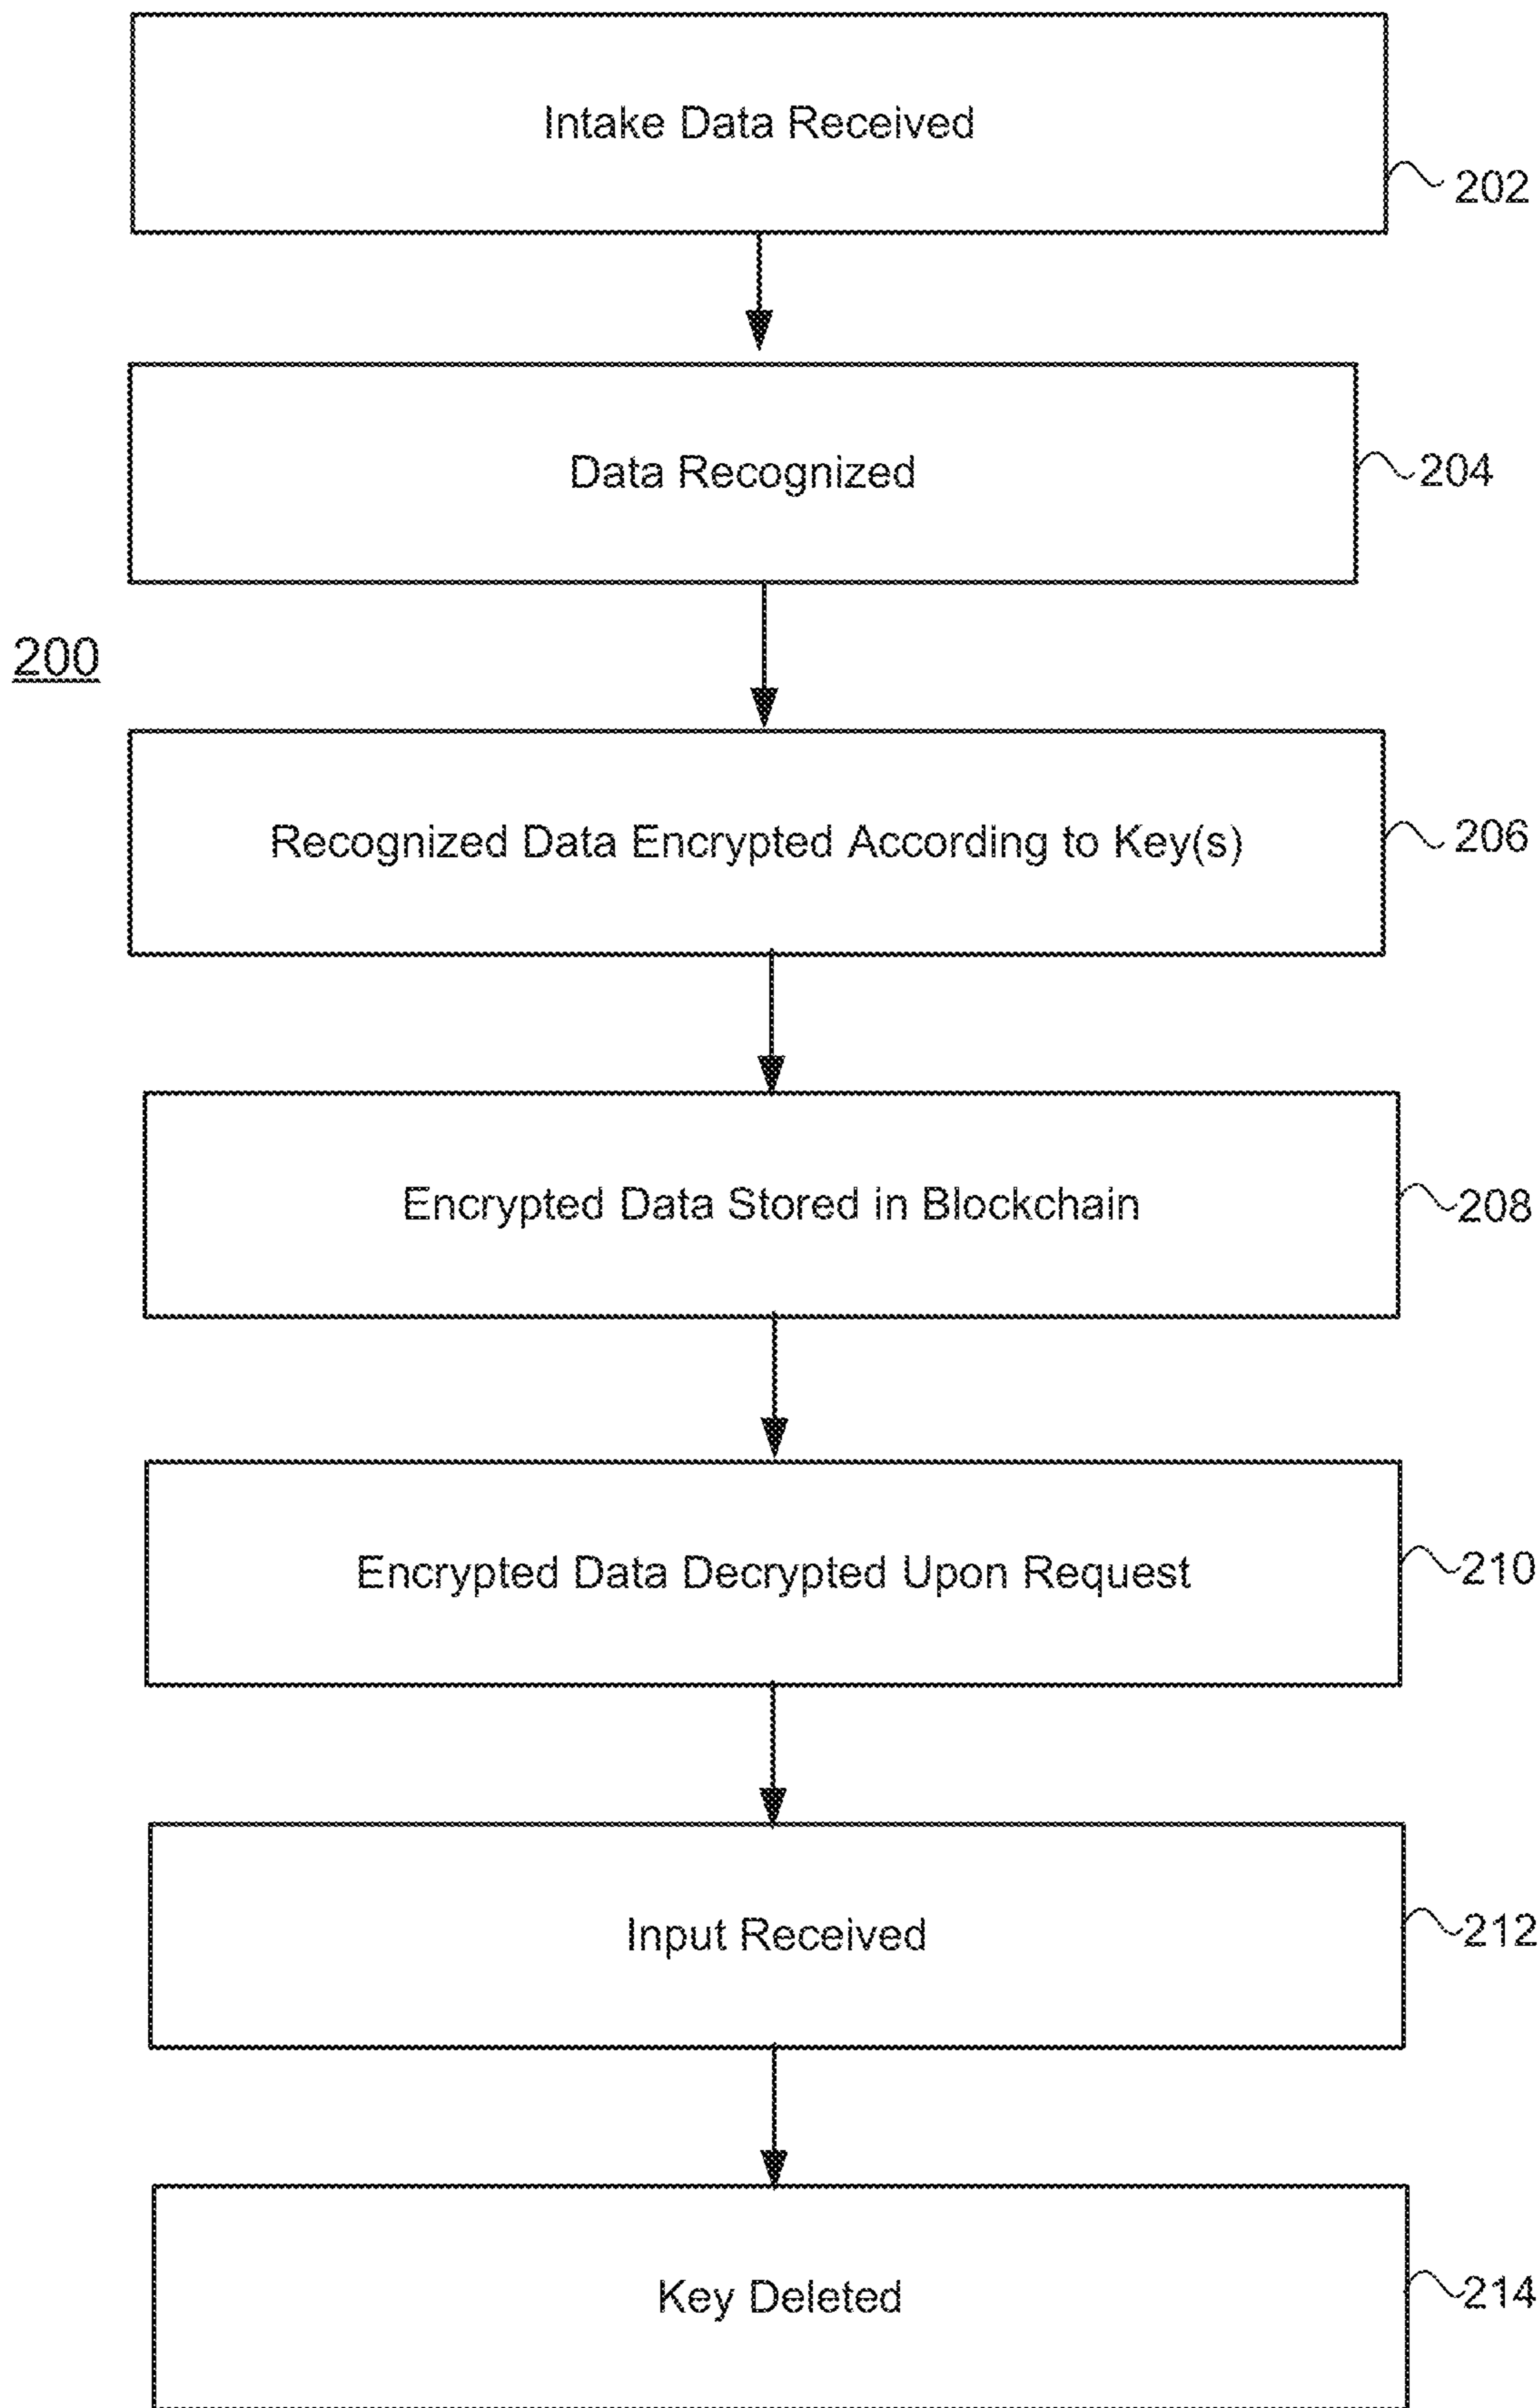 Intake Data Received
202
Data Recognized
204
200
Recognized Data Encrypted According to Key(s)
206
Encrypted Data Stored in Blockchain
208
Encrypted Data Decrypted Upon Request
210
Input Received
212
Key Deleted
214